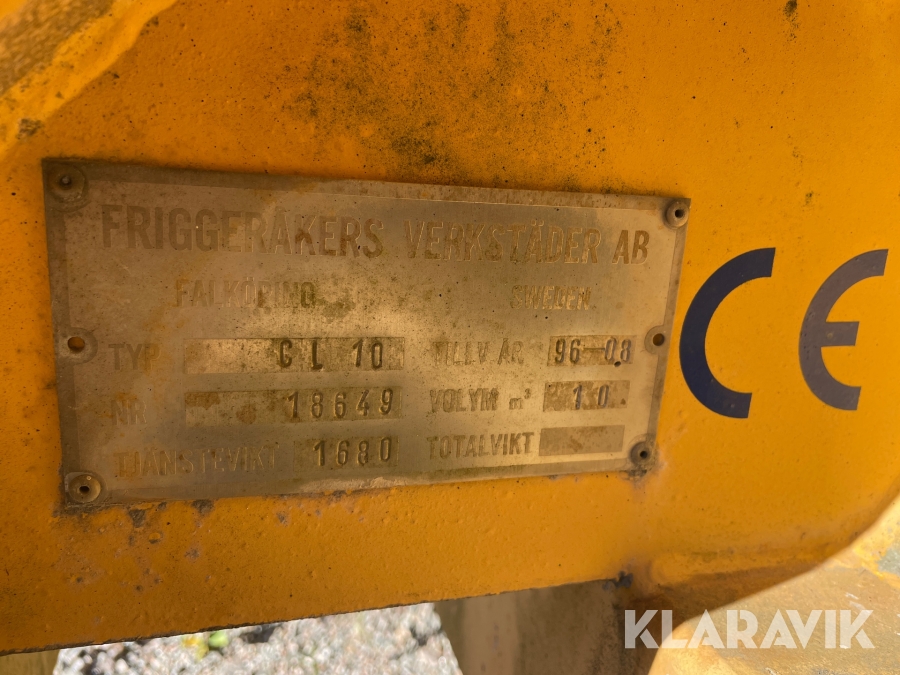 FRIGGERÅKERS VERKSTÄDER AB
FALKÖPING SWEDEN
TYP CL 10 TILLV ÅR 96-08
NR 18649 VOLYM m³ 1.0
TJÄNSTEVIKT 1680 TOTALVIKT
CE
KLARAVIK